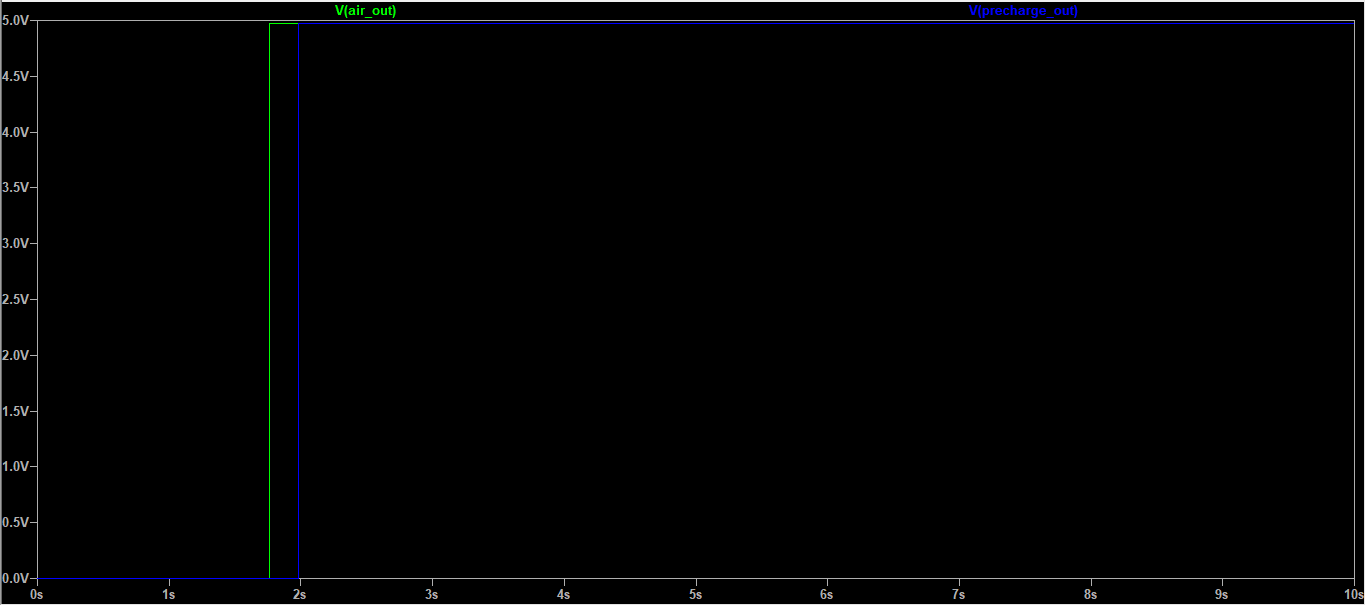 V(air_out) V(precharge_out)
5.0V
4.5V
4.0V
3.5V
3.0V
2.5V
2.0V
1.5V
1.0V
0.5V
0.0V
0s 1s 2s 3s 4s 5s 6s 7s 8s 9s 10s